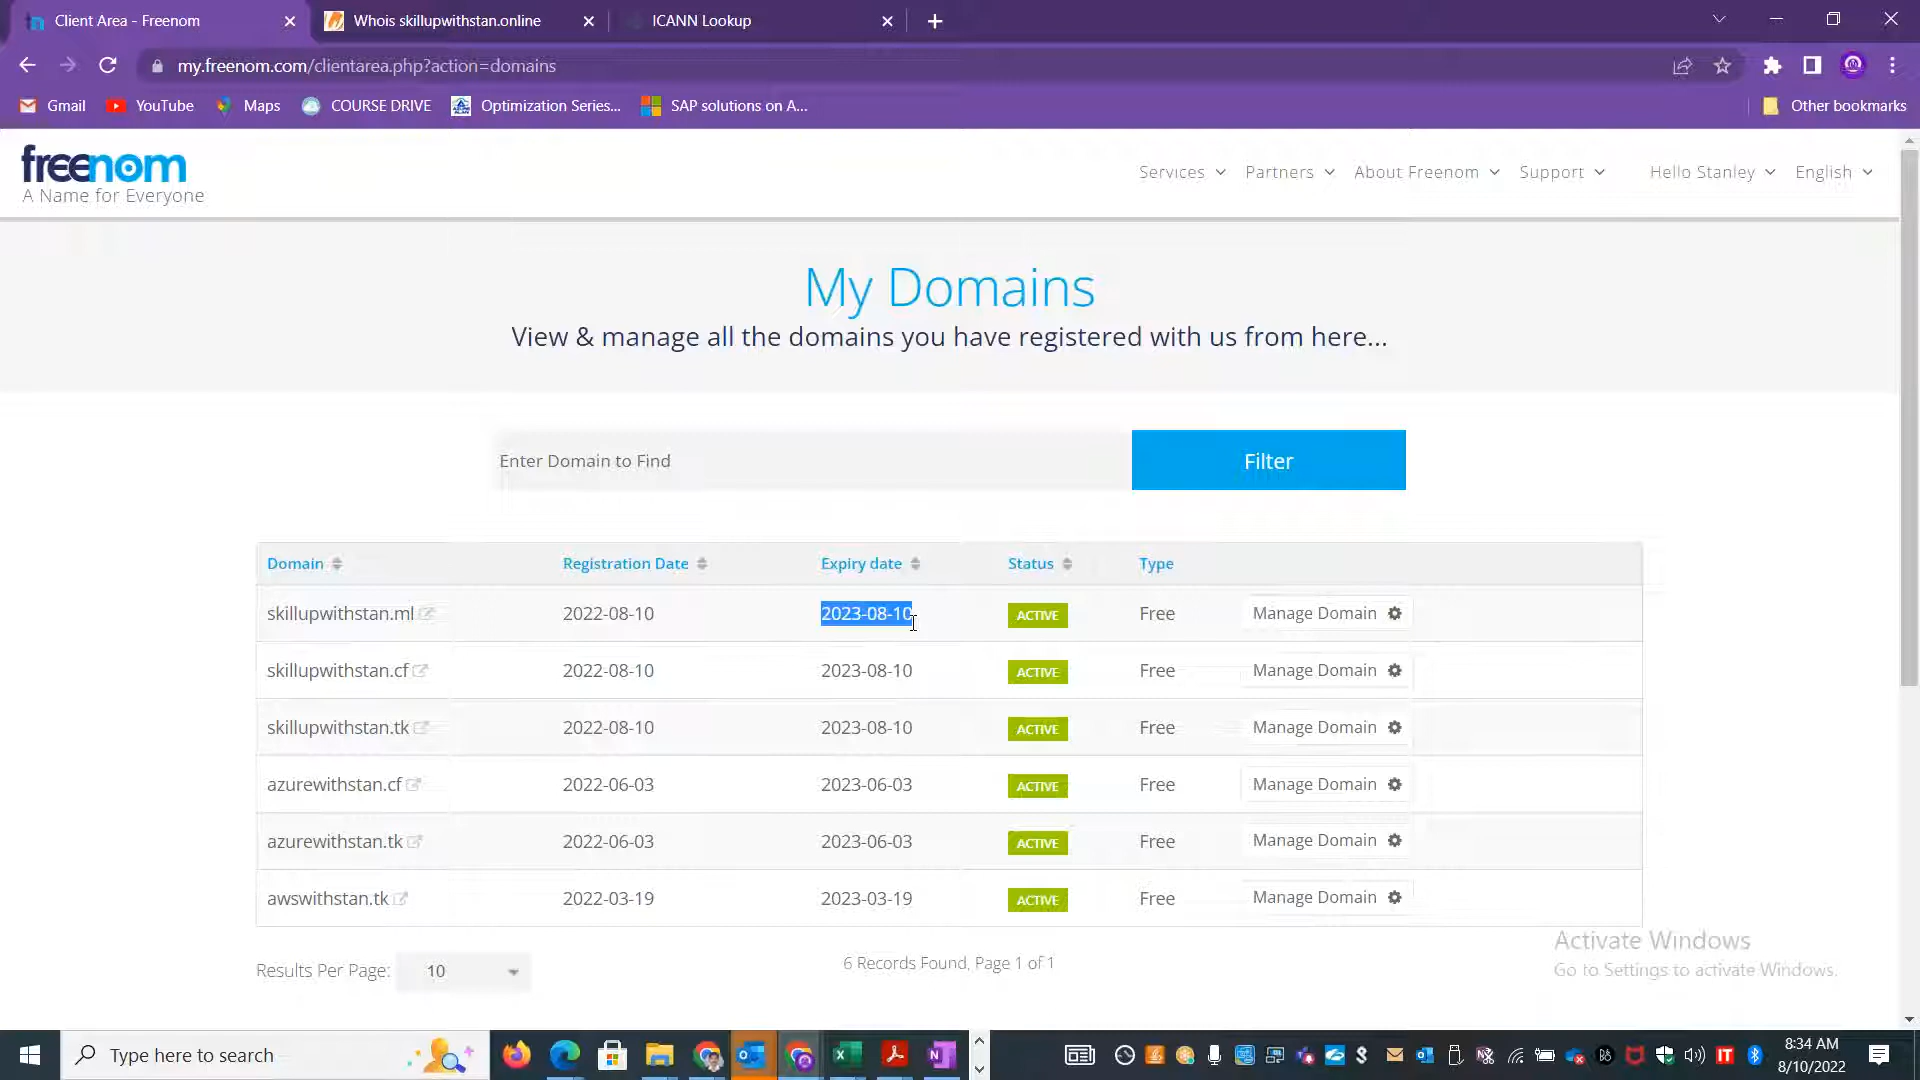 Client Area - Freenom
Whois skillupwithstan.online
ICANN Lookup
my.freenom.com/clientarea.php?action=domains
Gmail YouTube Maps COURSE DRIVE Optimization Series... SAP solutions on A... Other bookmarks
freenom
A Name for Everyone
Services Partners About Freenom Support Hello Stanley English
My Domains
View & manage all the domains you have registered with us from here...
Enter Domain to Find Filter
Domain Registration Date Expiry date Status Type
skillupwithstan.ml 2022-08-10 2023-08-10 ACTIVE Free Manage Domain
skillupwithstan.cf 2022-08-10 2023-08-10 ACTIVE Free Manage Domain
skillupwithstan.tk 2022-08-10 2023-08-10 ACTIVE Free Manage Domain
azurewithstan.cf 2022-06-03 2023-06-03 ACTIVE Free Manage Domain
azurewithstan.tk 2022-06-03 2023-06-03 ACTIVE Free Manage Domain
awswithstan.tk 2022-03-19 2023-03-19 ACTIVE Free Manage Domain
Results Per Page: 10
6 Records Found, Page 1 of 1
Activate Windows
Go to Settings to activate Windows.
Type here to search
8:34 AM
8/10/2022